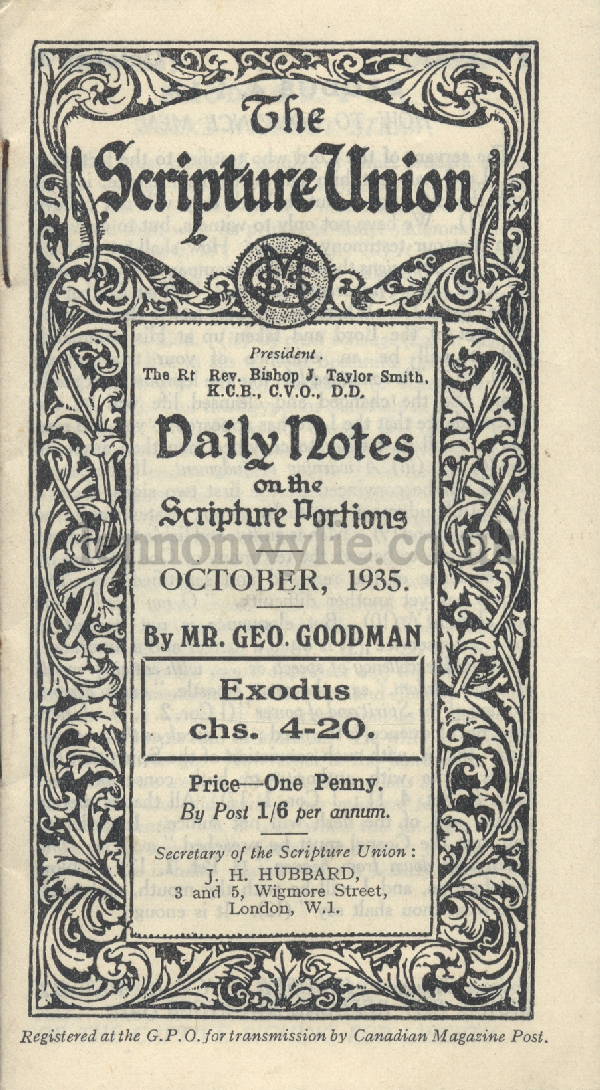 The
Scripture Union
President.
The Rt Rev. Bishop J. Taylor Smith,
K.C.B., C.V.O., D.D.
Daily Notes
on the
Scripture Portions
OCTOBER, 1935.
By MR. GEO. GOODMAN
Exodus
chs. 4-20.
Price—One Penny.
By Post 1/6 per annum.
Secretary of the Scripture Union:
J. H. HUBBARD,
3 and 5, Wigmore Street,
London, W.1.
Registered at the G.P.O. for transmission by Canadian Magazine Post.